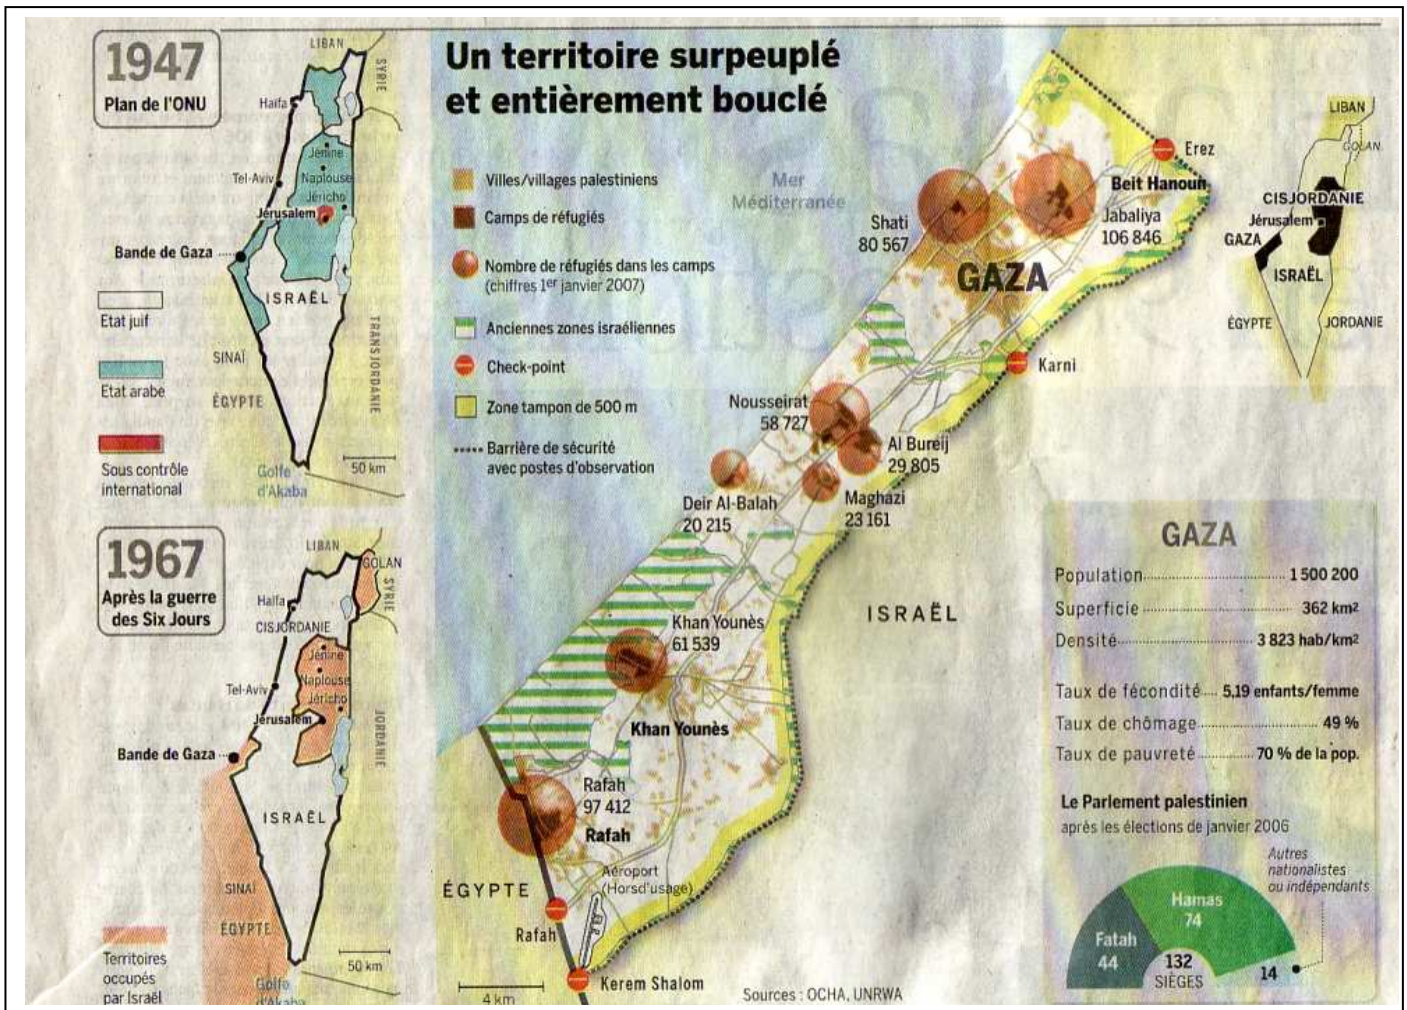 1947
Plan de l'ONU
LIBAN
SYRIE
Haïfa
Jénine
Tel-Aviv
Naplouse
Jéricho
Jérusalem
Bande de Gaza
ISRAËL
Etat juif
SINAÏ
TRANSJORDANIE
Etat arabe
ÉGYPTE
Sous contrôle
international
Golfe
d'Akaba
50 km
1967
Après la guerre
des Six Jours
LIBAN
GOLAN
SYRIE
Haïfa
CISJORDANIE
Jénine
Naplouse
Tel-Aviv
Jéricho
Jérusalem
JORDANIE
Bande de Gaza
ISRAËL
SINAÏ
ÉGYPTE
Territoires
occupés
par Israël
50 km
Golfe
d'Akaba
Un territoire surpeuplé
et entièrement bouclé
Villes/villages palestiniens
Camps de réfugiés
Nombre de réfugiés dans les camps
(chiffres 1er janvier 2007)
Anciennes zones israéliennes
Check-point
Zone tampon de 500 m
Barrière de sécurité
avec postes d'observation
Mer
Méditerranée
Erez
Beit Hanoun
Shati
80 567
Jabaliya
106 846
GAZA
Karni
Nousseirat
58 727
Al Bureij
29 805
Deir Al-Balah
20 215
Maghazi
23 161
ISRAËL
Khan Younès
61 539
Khan Younès
Rafah
97 412
Rafah
Aéroport
(Hors d'usage)
ÉGYPTE
Rafah
Kerem Shalom
4 km
Sources : OCHA, UNRWA
LIBAN
GOLAN
CISJORDANIE
Jérusalem
GAZA
ISRAËL
ÉGYPTE
JORDANIE
GAZA
Population 1 500 200
Superficie 362 km²
Densité 3 823 hab/km²
Taux de fécondité 5,19 enfants/femme
Taux de chômage 49 %
Taux de pauvreté 70 % de la pop.
Le Parlement palestinien
après les élections de janvier 2006
Autres
nationalistes
ou indépendants
Hamas
74
Fatah
44
132
SIÈGES
14